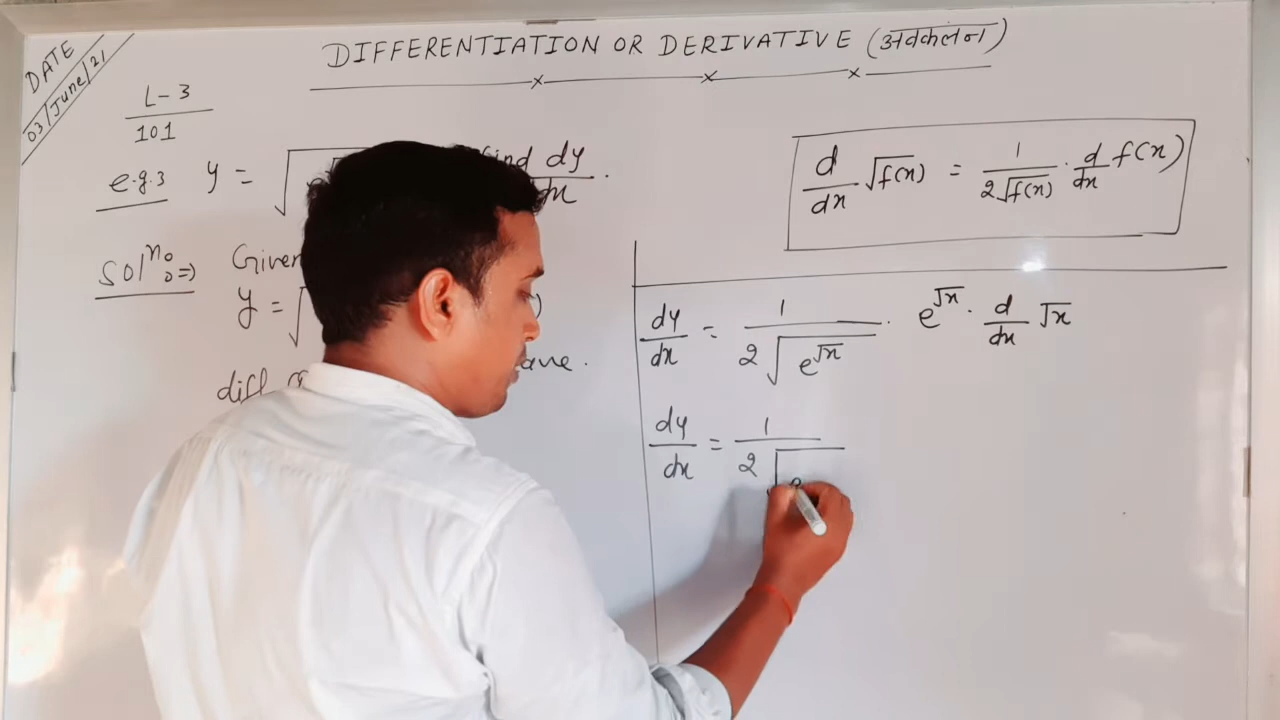 DIFFERENTIATION OR DERIVATIVE (अवकलन)
DATE
03/June/21
L-3
101
e.g.3 y = √ find dy/dx.
d/dx √f(x) = 1/2√f(x) · d/dx f(x)
Solⁿ: ⇒ Given
y = √ )
diff
dy/dx = 1/2√e^√x · e^√x · d/dx √x
dy/dx = 1/2√